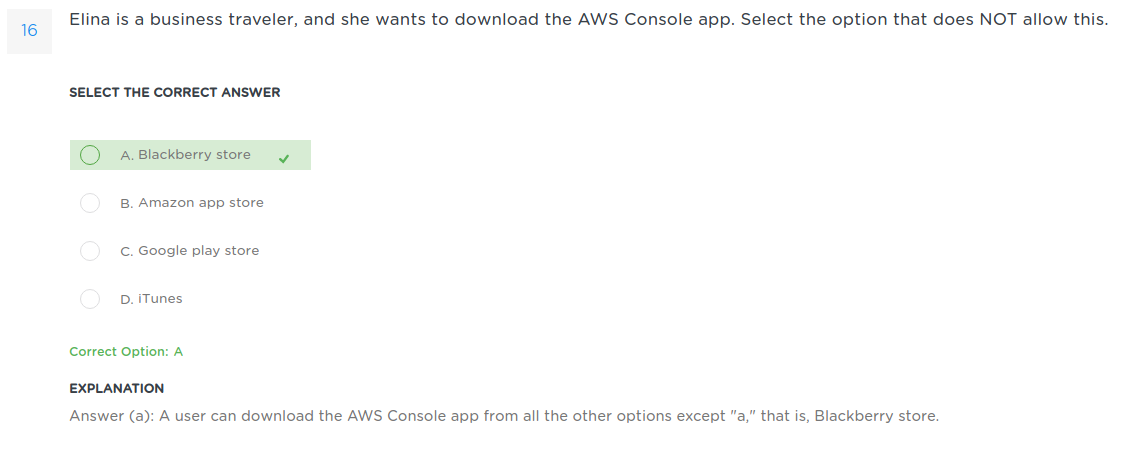 16
Elina is a business traveler, and she wants to download the AWS Console app. Select the option that does NOT allow this.
SELECT THE CORRECT ANSWER
A. Blackberry store
B. Amazon app store
C. Google play store
D. iTunes
Correct Option: A
EXPLANATION
Answer (a): A user can download the AWS Console app from all the other options except "a," that is, Blackberry store.